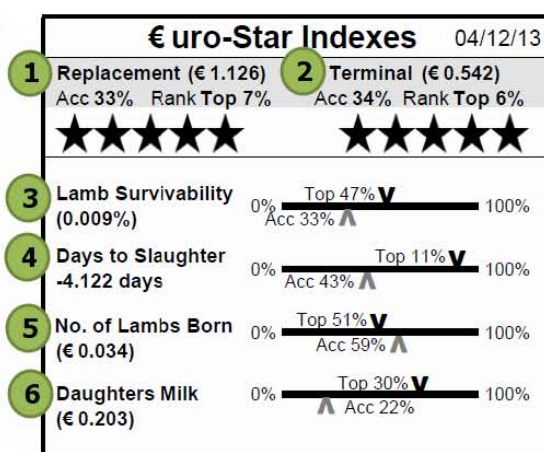 € uro-Star Indexes 04/12/13
1 Replacement (€ 1.126) 2 Terminal (€ 0.542)
Acc 33% Rank Top 7% Acc 34% Rank Top 6%
3 Lamb Survivability
(0.009%)
0% Top 47% V 100%
Acc 33% Λ
4 Days to Slaughter
-4.122 days
0% Top 11% V 100%
Acc 43% Λ
5 No. of Lambs Born
(€ 0.034)
0% Top 51% V 100%
Acc 59% Λ
6 Daughters Milk
(€ 0.203)
0% Top 30% V 100%
Λ Acc 22%